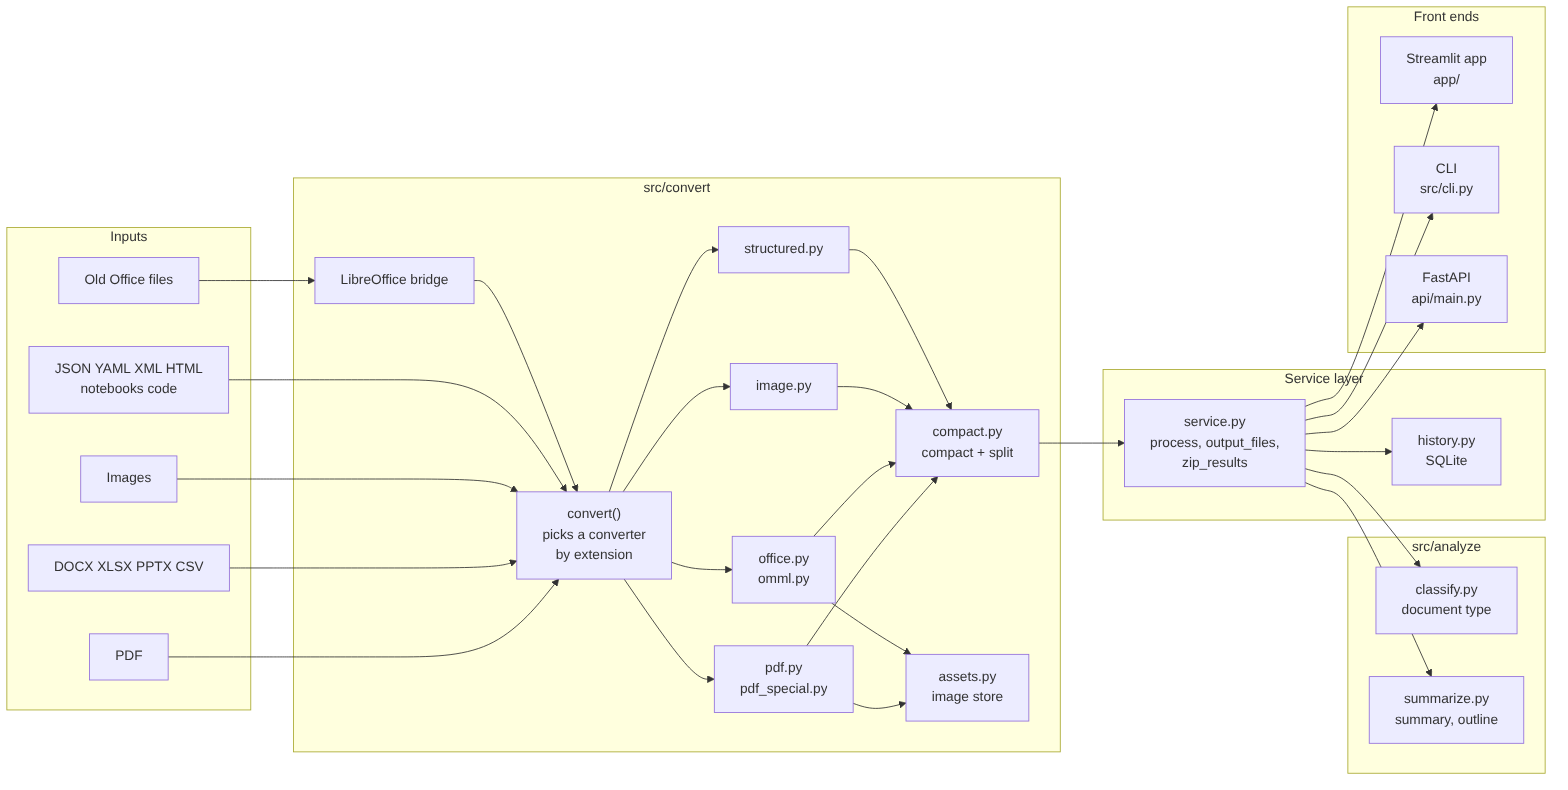 Inputs
Old Office files
JSON YAML XML HTML
notebooks code
Images
DOCX XLSX PPTX CSV
PDF
src/convert
LibreOffice bridge
convert()
picks a converter
by extension
structured.py
image.py
office.py
omml.py
pdf.py
pdf_special.py
compact.py
compact + split
assets.py
image store
Service layer
service.py
process, output_files,
zip_results
history.py
SQLite
Front ends
Streamlit app
app/
CLI
src/cli.py
FastAPI
api/main.py
src/analyze
classify.py
document type
summarize.py
summary, outline